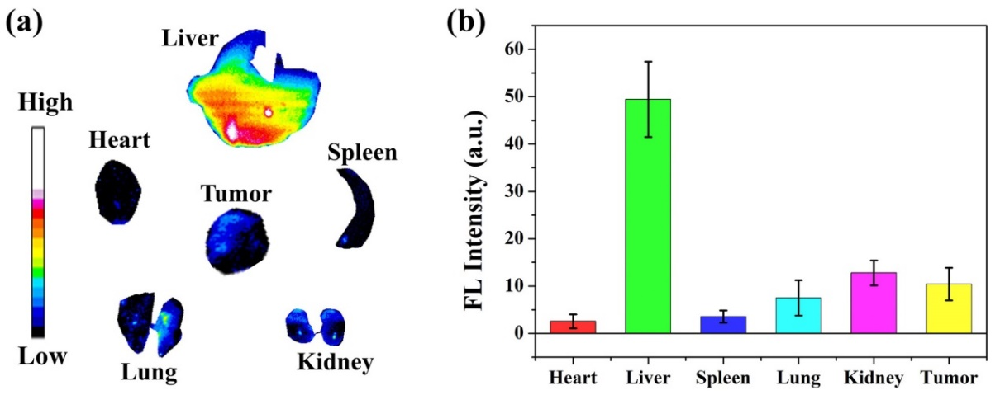 (a)
Liver
High
Heart
Spleen
Tumor
Low
Lung
Kidney
(b)
FL Intensity (a.u.)
60
50
40
30
20
10
0
Heart Liver Spleen Lung Kidney Tumor